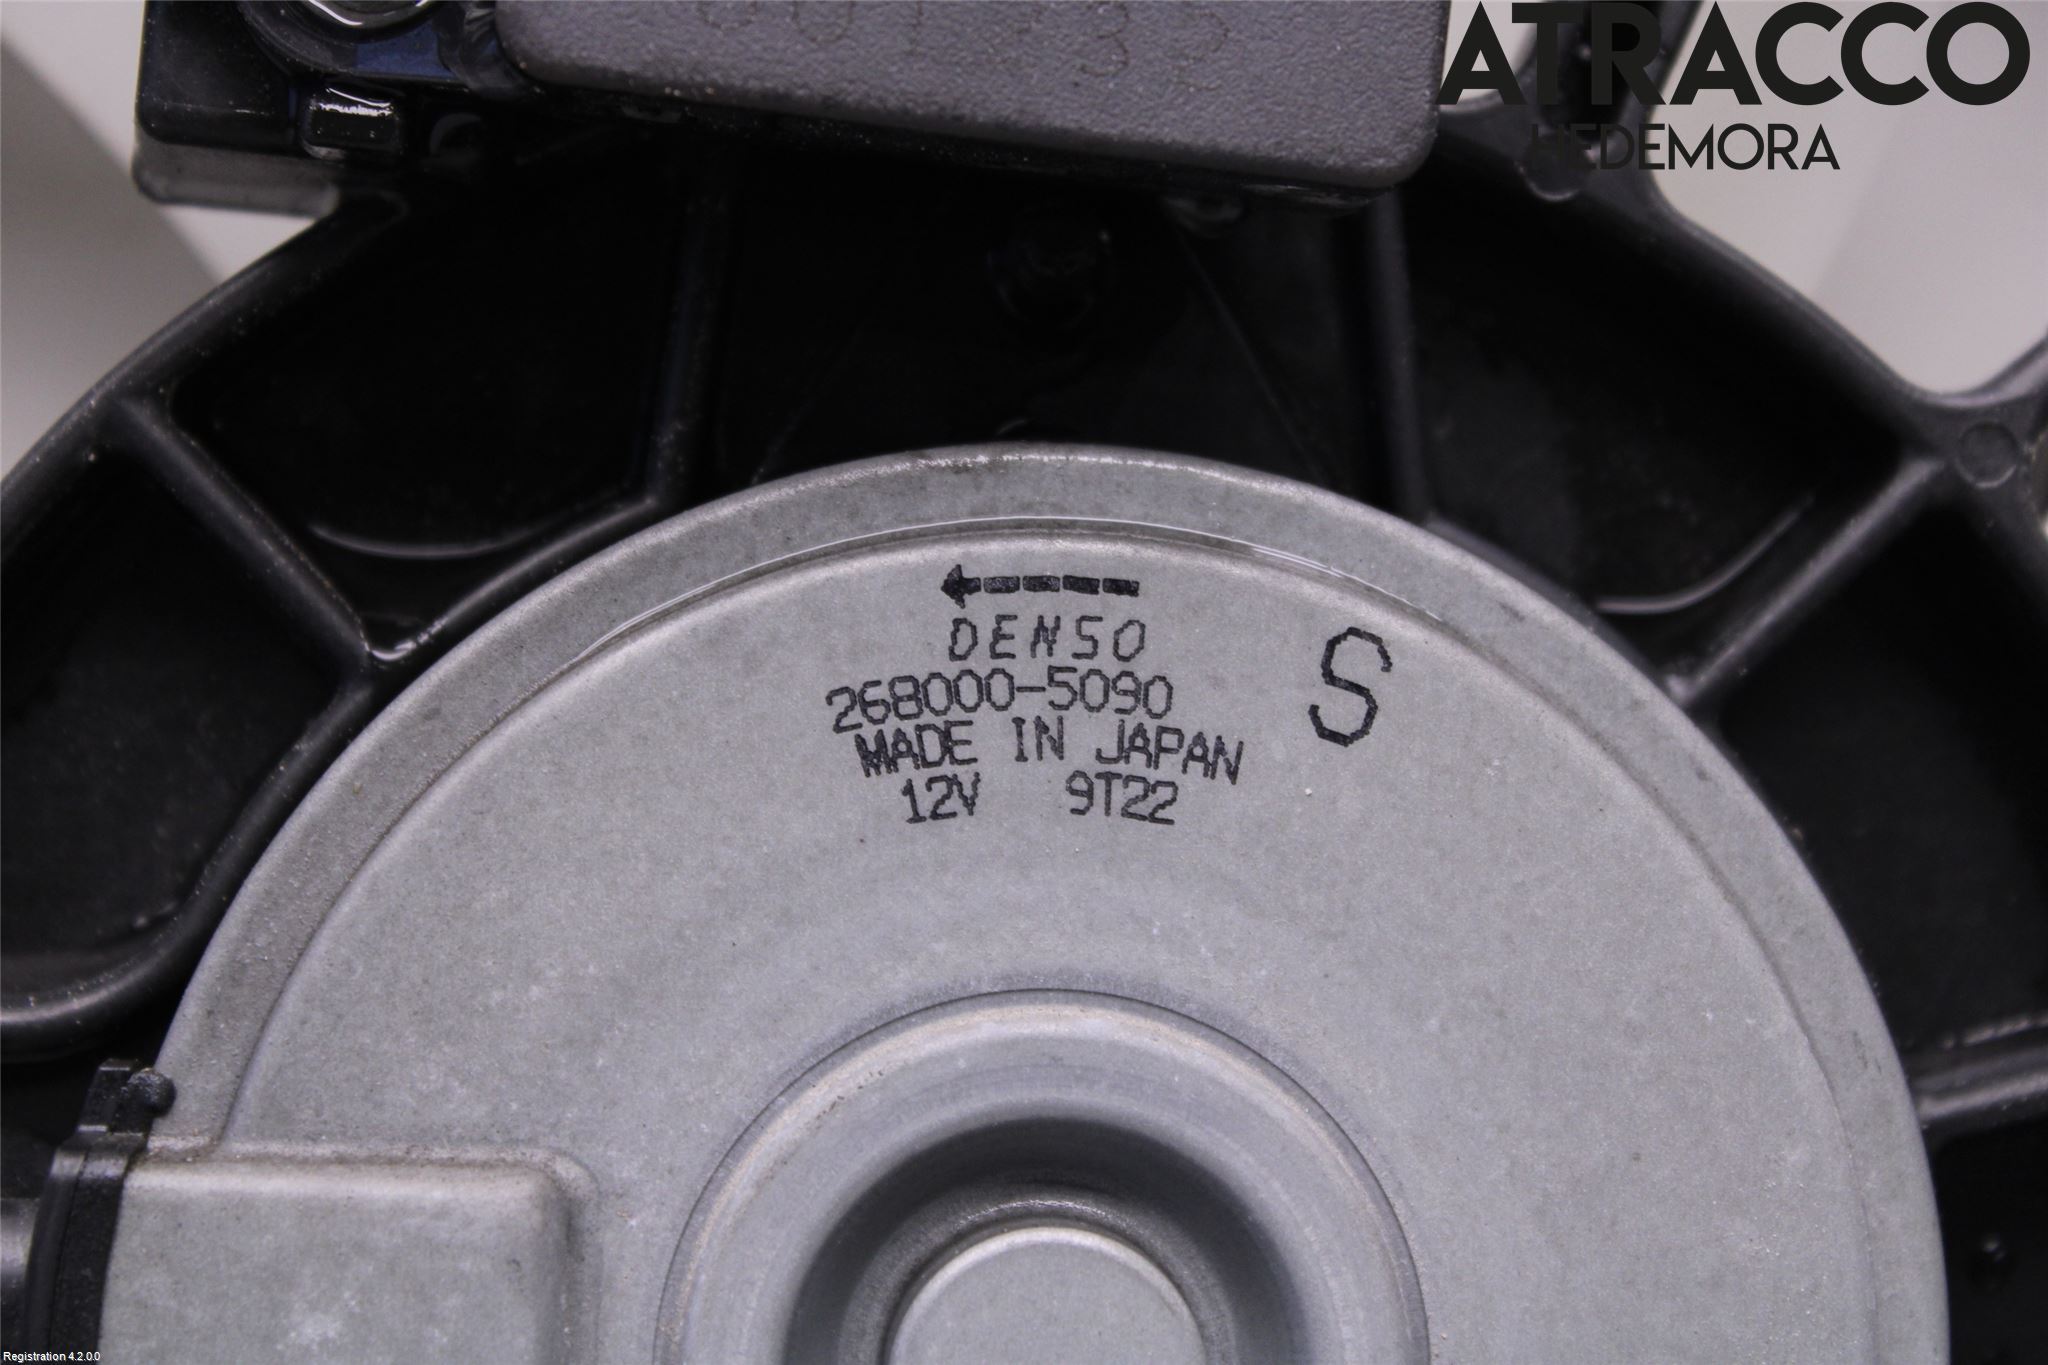 ATRACCO
HEDEMORA
DENSO
268000-5090
MADE IN JAPAN
12V 9T22
S
Registration 4.2.0.0